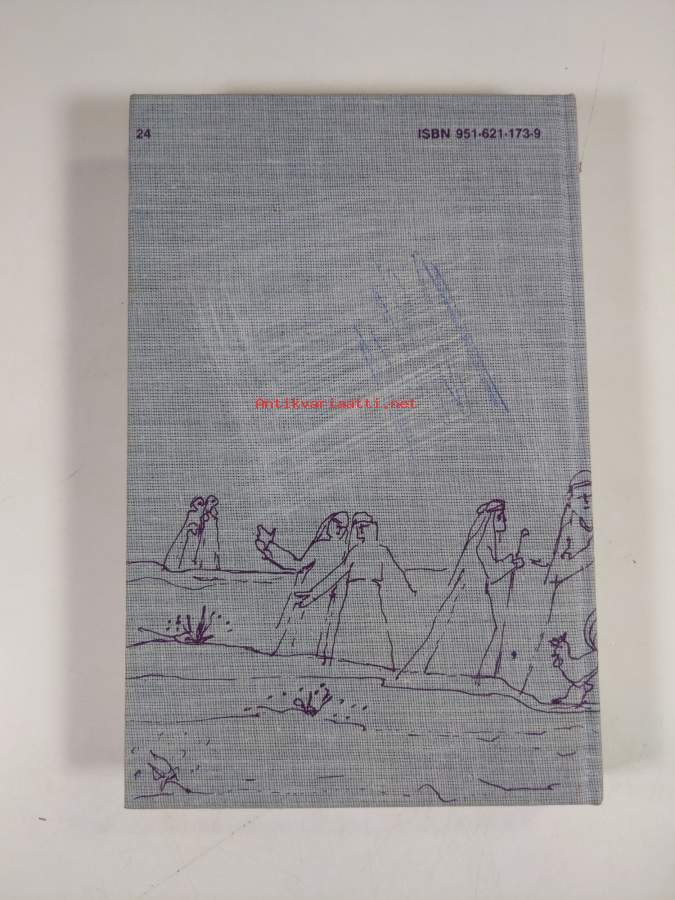 24 ISBN 951-621-173-9
Antikvariaatti.net